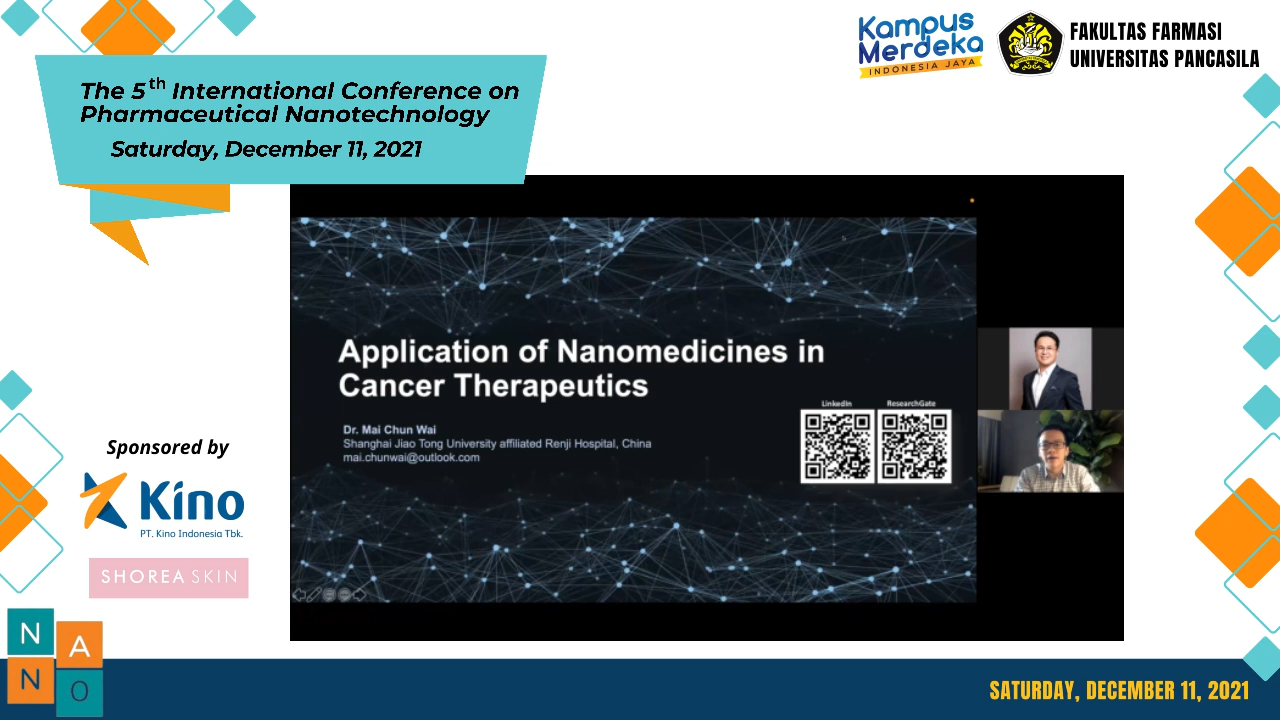 Kampus
Merdeka
INDONESIA JAYA
FAKULTAS FARMASI
UNIVERSITAS PANCASILA
The 5th International Conference on
Pharmaceutical Nanotechnology
Saturday, December 11, 2021
Application of Nanomedicines in
Cancer Therapeutics
LinkedIn
ResearchGate
Dr. Mai Chun Wai
Shanghai Jiao Tong University affiliated Renji Hospital, China
mai.chunwai@outlook.com
Sponsored by
Kino
PT. Kino Indonesia Tbk.
SHOREA SKIN
N
A
N
O
SATURDAY, DECEMBER 11, 2021